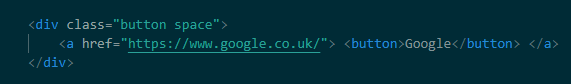 <div class="button space">
<a href="https://www.google.co.uk/"> <button>Google</button> </a>
</div>